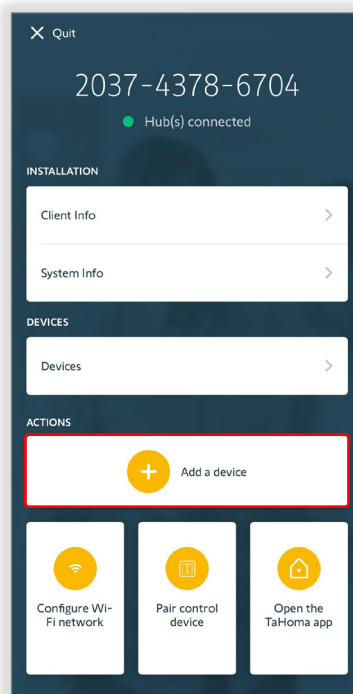 Quit
2037-4378-6704
Hub(s) connected
INSTALLATION
Client Info
System Info
DEVICES
Devices
ACTIONS
Add a device
Configure Wi-
Fi network
Pair control
device
Open the
TaHoma app